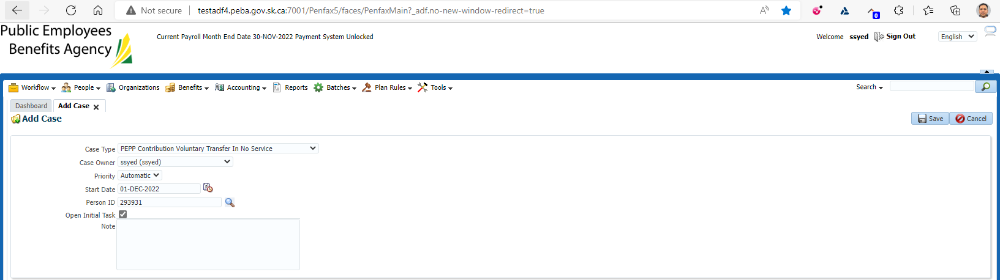 Not secure | testadf4.peba.gov.sk.ca:7001/Penfax5/faces/PenfaxMain?_adf.no-new-window-redirect=true
0
Public Employees
Benefits Agency
Current Payroll Month End Date 30-NOV-2022 Payment System Unlocked
Welcome ssyed Sign Out English
Workflow People Organizations Benefits Accounting Reports Batches Plan Rules Tools Search
Dashboard Add Case
Add Case Save Cancel
Case Type PEPP Contribution Voluntary Transfer In No Service
Case Owner ssyed (ssyed)
Priority Automatic
Start Date 01-DEC-2022
Person ID 293931
Open Initial Task
Note